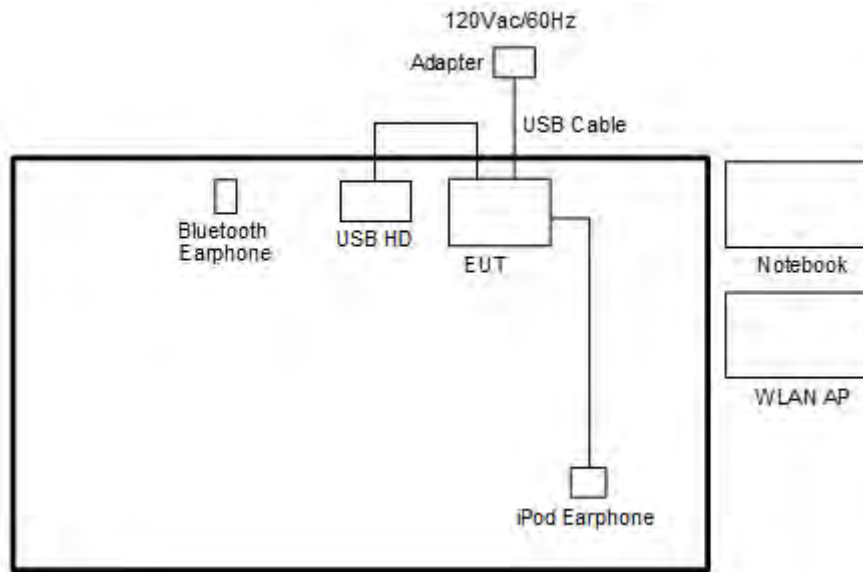 120Vac/60Hz
Adapter
USB Cable
Bluetooth
Earphone
USB HD
EUT
Notebook
WLAN AP
iPod Earphone